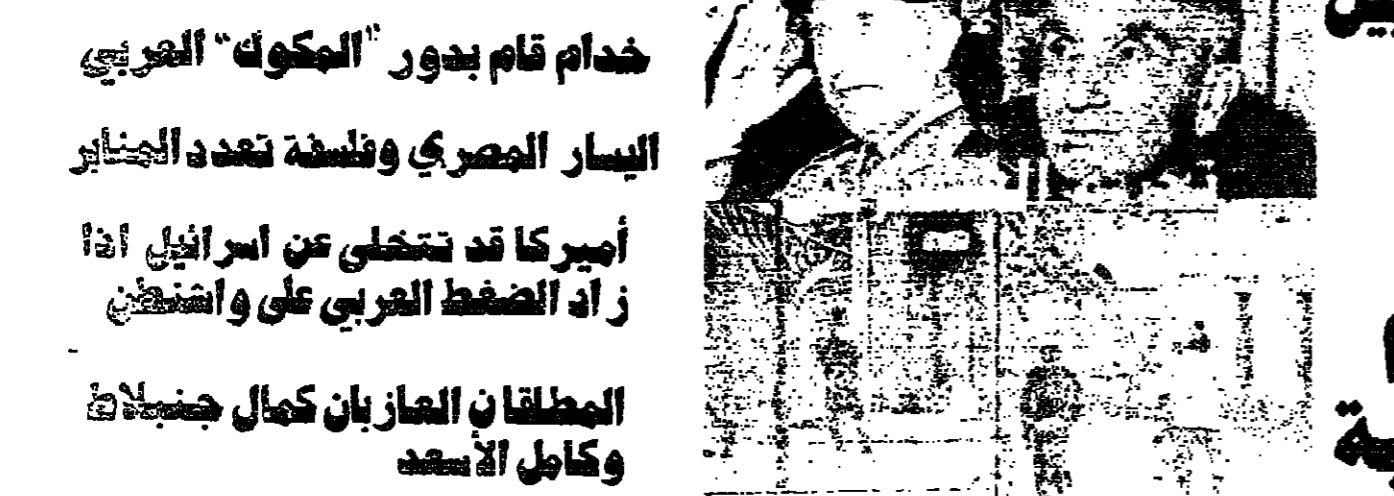 خدام قام بدور "المكوك" العربي
اليسار المصري وفلسفة تعدد المنابر
أميركا قد تتخلى عن اسرائيل اذا
زاد الضغط العربي على واشنطن
المطلقان العازبان كمال جنبلاط
وكامل الأسعد